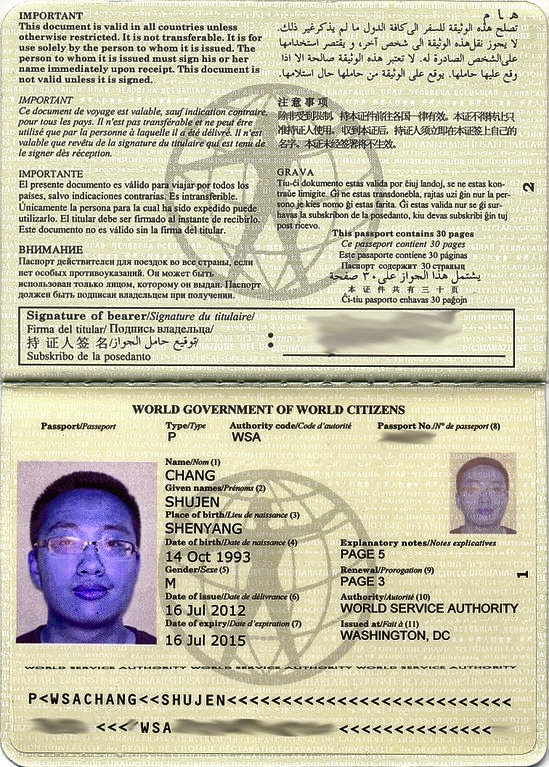 IMPORTANT
This document is valid in all countries unless
otherwise restricted. It is not transferable. It is for
use solely by the person to whom it is issued. The
person to whom it is issued must sign his or her
name immediately upon receipt. This document is
not valid unless it is signed.
هـا م
تصلح هذه الوثيقة للسفر الى كافة الدول ما لم يذكر غير ذلك.
لا يجوز نقل هذه الوثيقة الى شخص آخر، و يقتصر استخدامها
على الشخص الصادرة له. لا تعتبر هذه الوثيقة صالحة الا اذا
وقع عليها حاملها. يوقع على الوثيقة من حاملها حال استلامها.
IMPORTANT
Ce document de voyage est valable, sauf indication contraire,
pour tous les pays. Il n'est pas transférable et ne peut être
utilisé que par la personne à laquelle il a été délivré. Il n'est
valable que revêtu de la signature du titulaire qui est tenu de
le signer dès réception.
注意事项
除非受到限制，持本证件前往各国一律有效。本证不得转让只
准持证人使用。收到本证后，持证人须立即在本证签上自己的
名字。本证未经签署将不生效。
IMPORTANTE
El presente documento es válido para viajar por todos los
países, salvo indicaciones contrarias. Es intransferible.
Únicamente la persona para la cual ha sido expedido puede
utilizarlo. El titular debe ser firmado al instante de recibirlo.
Este documento no es válido sin la firma del titular.
GRAVA
Tiu-ĉi dokumento estas valida por ĉiuj landoj, se ne estas kon-
traŭe limigite. Ĝi ne estas transdonebla, rajtas uzi ĝin nur la per-
sono je kies nomo ĝi estas farita. Ĝi estas valida nur se ĝi sur-
havas la subskribon de la posedanto, kiu devas subskribi ĝin tuj
post ricevo.
2
ВНИМАНИЕ
Паспорт действителен для поездок во все страны, если
нет особых противоуказаний. Он может быть
использован только лицом, которому он выдан. Паспорт
должен быть подписан владельцем при получении.
This passport contains 30 pages
Ce passeport contient 30 pages
Este pasaporte contiene 30 páginas
Паспорт содержит 30 страниц
يشتمل هذا الجواز على ٣٠ صفحة
本证件共有三十页
Ĉi-tiu pasporto enhavas 30 paĝojn
Signature of bearer/Signature du titulaire/
Firma del titular/ Подпись владельца/
持证人签名/توقيع حامل الجواز/
Subskribo de la posedanto
:
WORLD GOVERNMENT OF WORLD CITIZENS
Passport/Passeport Type/Type Authority code/Code d'autorité Passport No./Nº de passeport (8)
P WSA
Name/Nom (1)
CHANG
Given names/Prénoms (2)
SHUJEN
Place of birth/Lieu de naissance (3)
SHENYANG
Date of birth/Date de naissance (4)
14 Oct 1993
Gender/Sexe (5)
M
Date of issue/Date de délivrance (6)
16 Jul 2012
Date of expiry/Date d'expiration (7)
16 Jul 2015
Explanatory notes/Notes explicatives
PAGE 5
Renewal/Prorogation (9)
PAGE 3
Authority/Autorité (10)
WORLD SERVICE AUTHORITY
Issued at/Fait à (11)
WASHINGTON, DC
1
WORLD SERVICE AUTHORITY WORLD SERVICE AUTHORITY WORLD SERVICE AUTHORITY
P<WSACHANG<<SHUJEN<<<<<<<<<<<<<<<<<<<<<<<<<<
<<< WSA <<<<<<<<<<<<<<